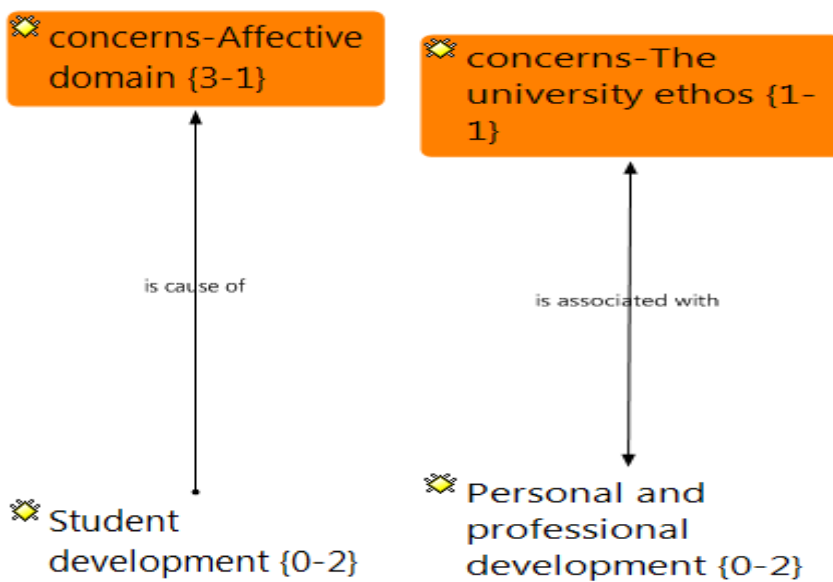 concerns-Affective
domain {3-1}
concerns-The
university ethos {1-
1}
is cause of
is associated with
Student
development {0-2}
Personal and
professional
development {0-2}